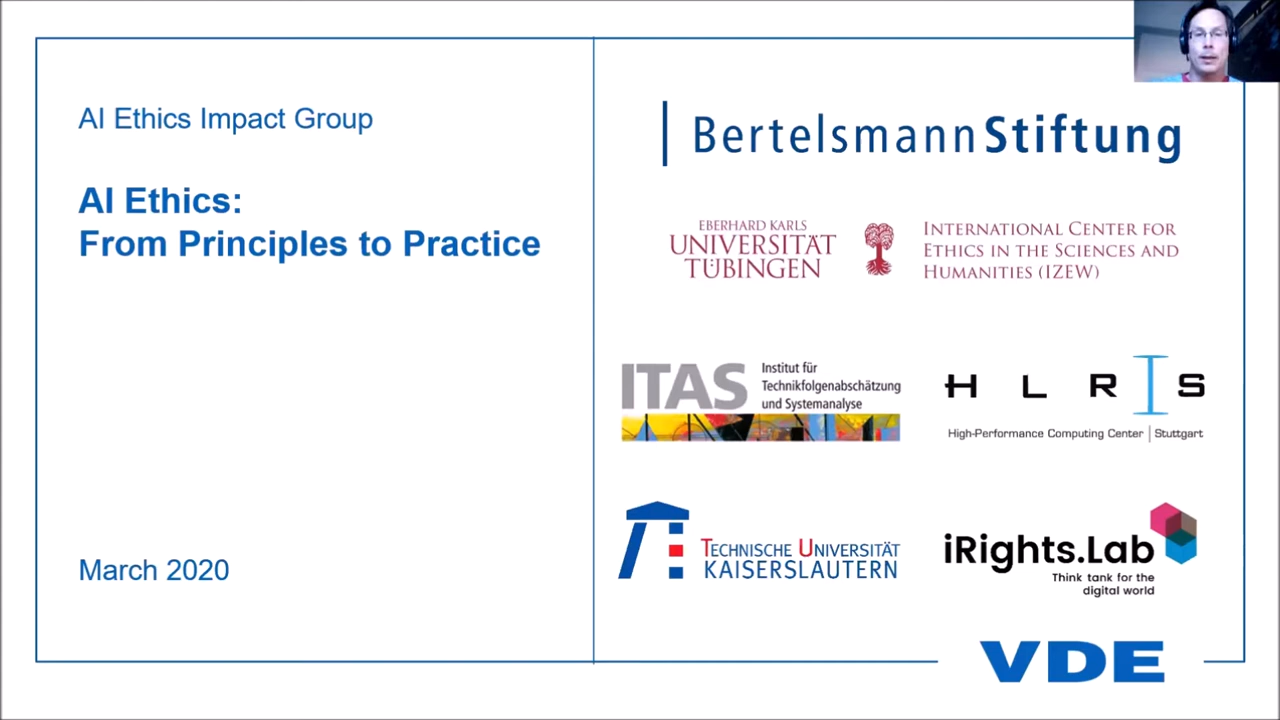 AI Ethics Impact Group
AI Ethics:
From Principles to Practice
March 2020
BertelsmannStiftung
EBERHARD KARLS
UNIVERSITÄT
TÜBINGEN
INTERNATIONAL CENTER FOR
ETHICS IN THE SCIENCES AND
HUMANITIES (IZEW)
ITAS
Institut für
Technikfolgenabschätzung
und Systemanalyse
HLRIS
High-Performance Computing Center | Stuttgart
TECHNISCHE UNIVERSITÄT
KAISERSLAUTERN
iRights.Lab
Think tank for the
digital world
VDE